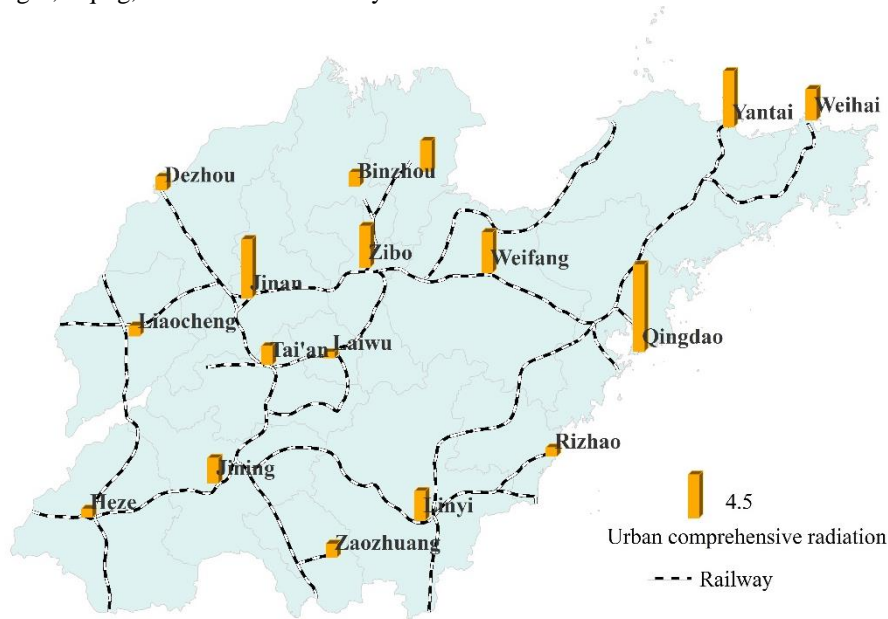 Yantai
Weihai
Dezhou
Binzhou
Zibo
Weifang
Jinan
Liaocheng
Tai'an
Laiwu
Qingdao
Rizhao
Jining
Heze
Linyi
Zaozhuang
4.5
Urban comprehensive radiation
Railway